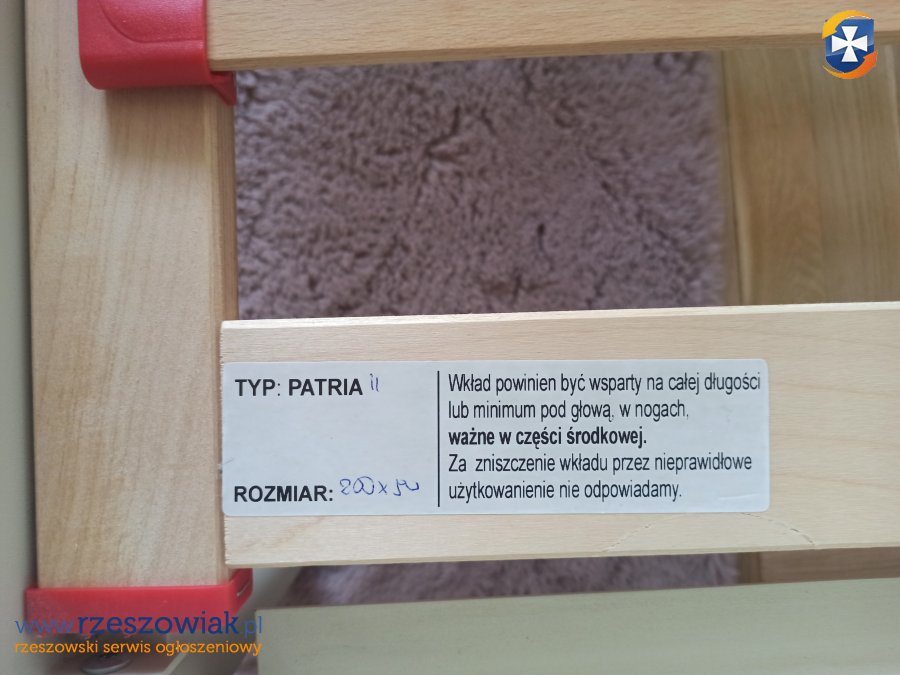 TYP: PATRIA II
ROZMIAR: 200x90
Wkład powinien być wsparty na całej długości
lub minimum pod głową, w nogach,
ważne w części środkowej.
Za zniszczenie wkładu przez nieprawidłowe
użytkowanienie nie odpowiadamy.
www.rzeszowiak.pl
rzeszowski serwis ogłoszeniowy